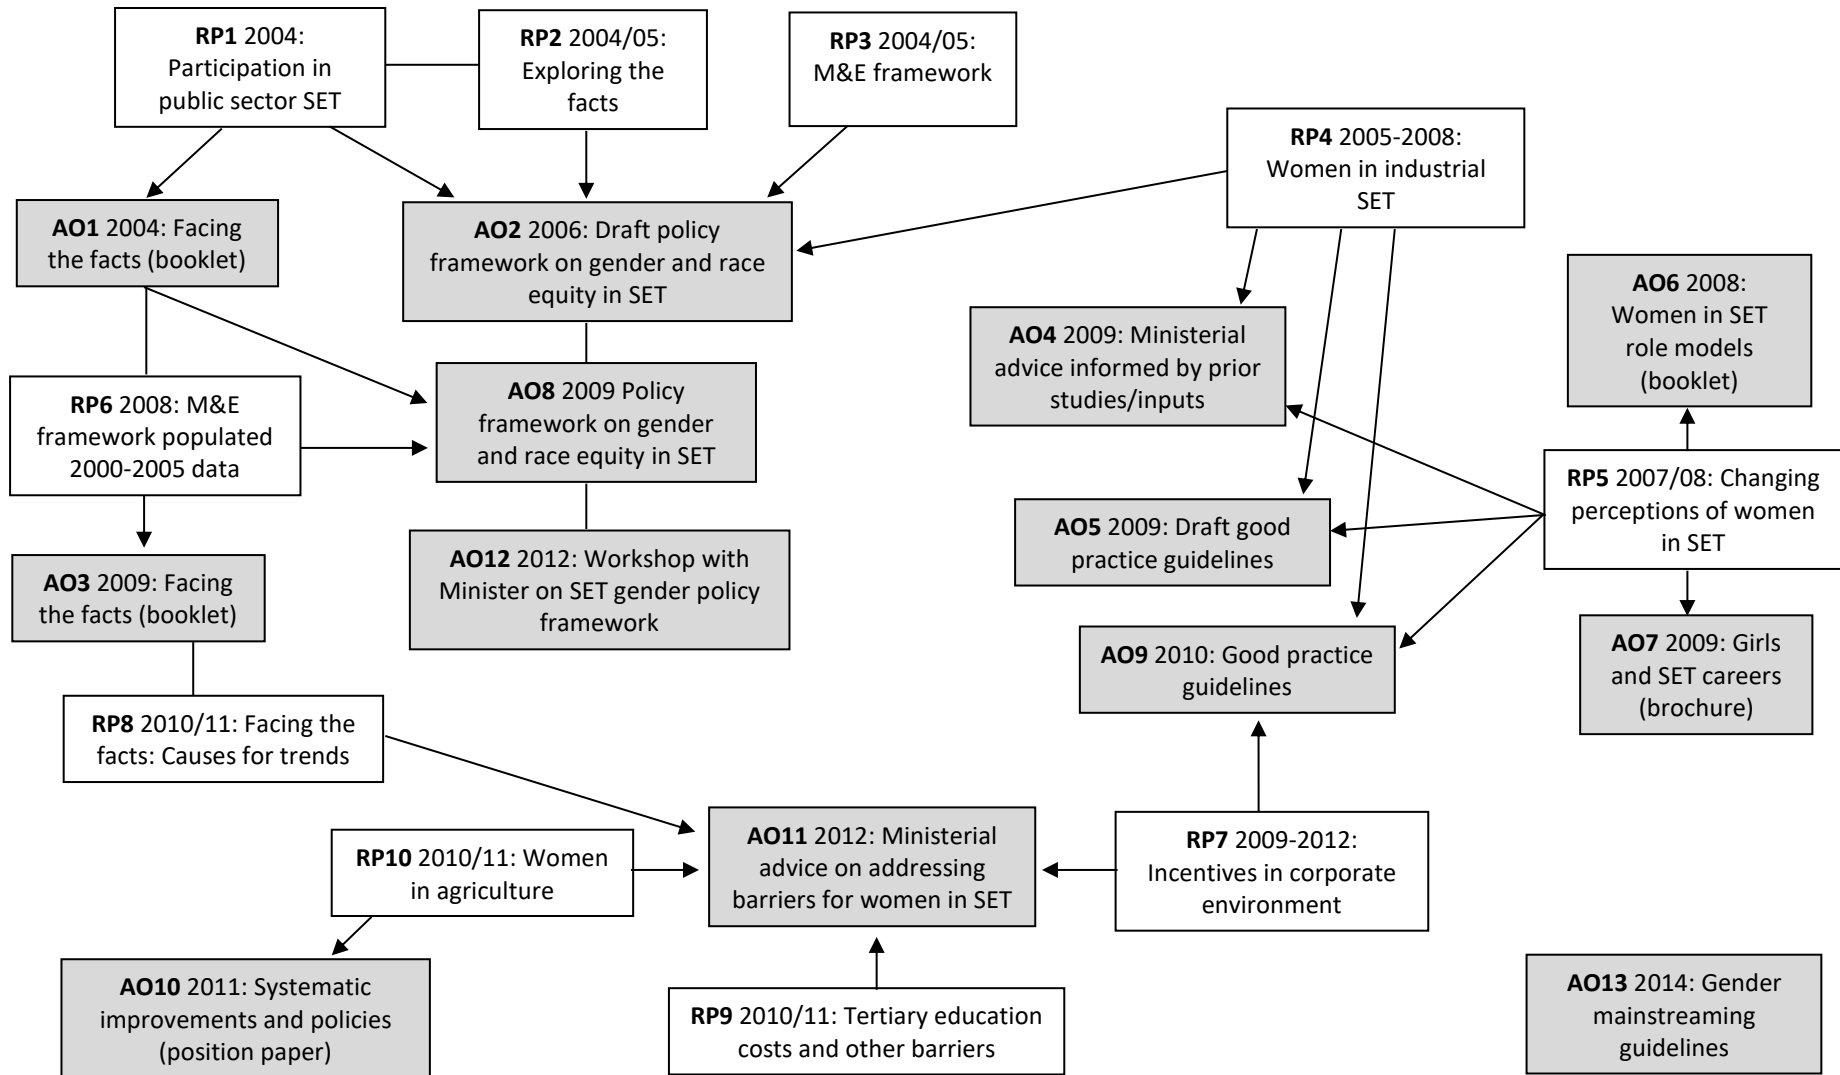 RP1 2004:
Participation in
public sector SET
RP2 2004/05:
Exploring the
facts
RP3 2004/05:
M&E framework
RP4 2005-2008:
Women in industrial
SET
AO1 2004: Facing
the facts (booklet)
AO2 2006: Draft policy
framework on gender and race
equity in SET
AO6 2008:
Women in SET
role models
(booklet)
AO4 2009: Ministerial
advice informed by prior
studies/inputs
RP6 2008: M&E
framework populated
2000-2005 data
AO8 2009 Policy
framework on gender
and race equity in SET
RP5 2007/08: Changing
perceptions of women
in SET
AO5 2009: Draft good
practice guidelines
AO3 2009: Facing
the facts (booklet)
AO12 2012: Workshop with
Minister on SET gender policy
framework
AO9 2010: Good practice
guidelines
AO7 2009: Girls
and SET careers
(brochure)
RP8 2010/11: Facing the
facts: Causes for trends
RP10 2010/11: Women
in agriculture
AO11 2012: Ministerial
advice on addressing
barriers for women in SET
RP7 2009-2012:
Incentives in corporate
environment
AO10 2011: Systematic
improvements and policies
(position paper)
RP9 2010/11: Tertiary education
costs and other barriers
AO13 2014: Gender
mainstreaming
guidelines